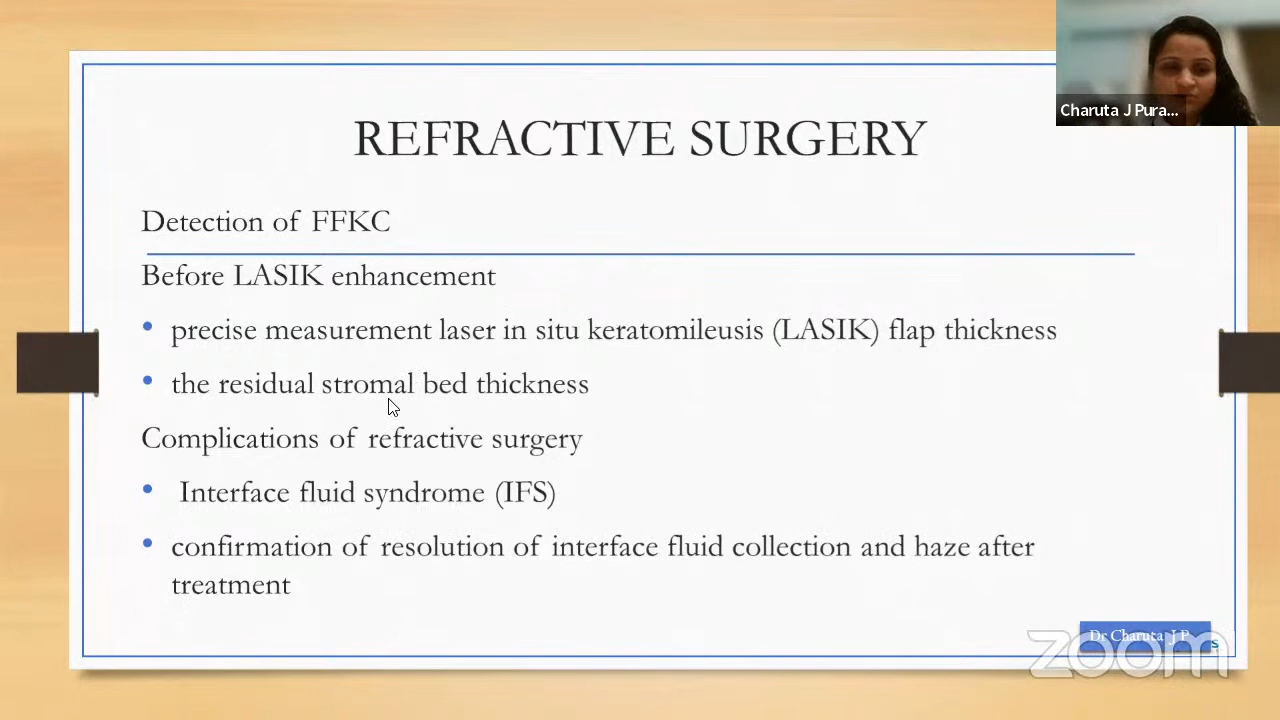 Charuta J Pura...
REFRACTIVE SURGERY
Detection of FFKC
Before LASIK enhancement
• precise measurement laser in situ keratomileusis (LASIK) flap thickness
• the residual stromal bed thickness
Complications of refractive surgery
• Interface fluid syndrome (IFS)
• confirmation of resolution of interface fluid collection and haze after
treatment
Dr Charuta J P
zoom